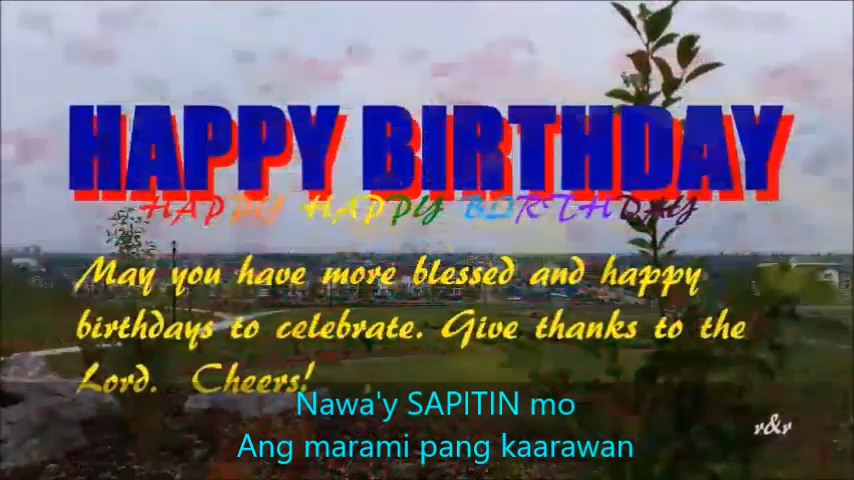 HAPPY BIRTHDAY
HAPPY HAPPY BIRTHDAY
May you have more blessed and happy
birthdays to celebrate. Give thanks to the
Lord. Cheers!
Nawa'y SAPITIN mo
Ang marami pang kaarawan
r&r